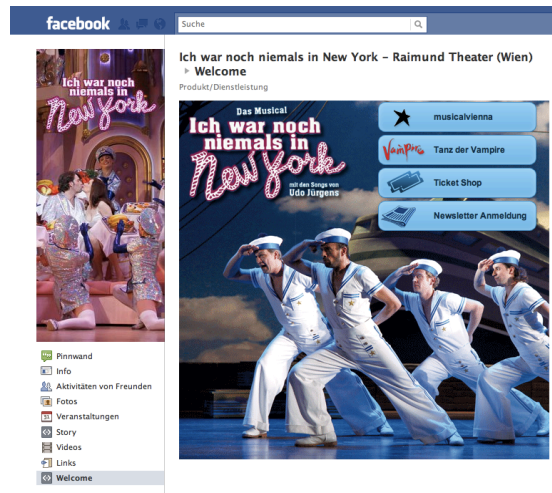 facebook
Suche
Ich war noch
niemals in
New York
Ich war noch niemals in New York – Raimund Theater (Wien)
▸ Welcome
Produkt/Dienstleistung
Das Musical
Ich war noch
niemals in
New York
mit den Songs von
Udo Jürgens
musicalvienna
Vampire Tanz der Vampire
Ticket Shop
Newsletter Anmeldung
Pinnwand
Info
Aktivitäten von Freunden
Fotos
31 Veranstaltungen
Story
Videos
Links
Welcome